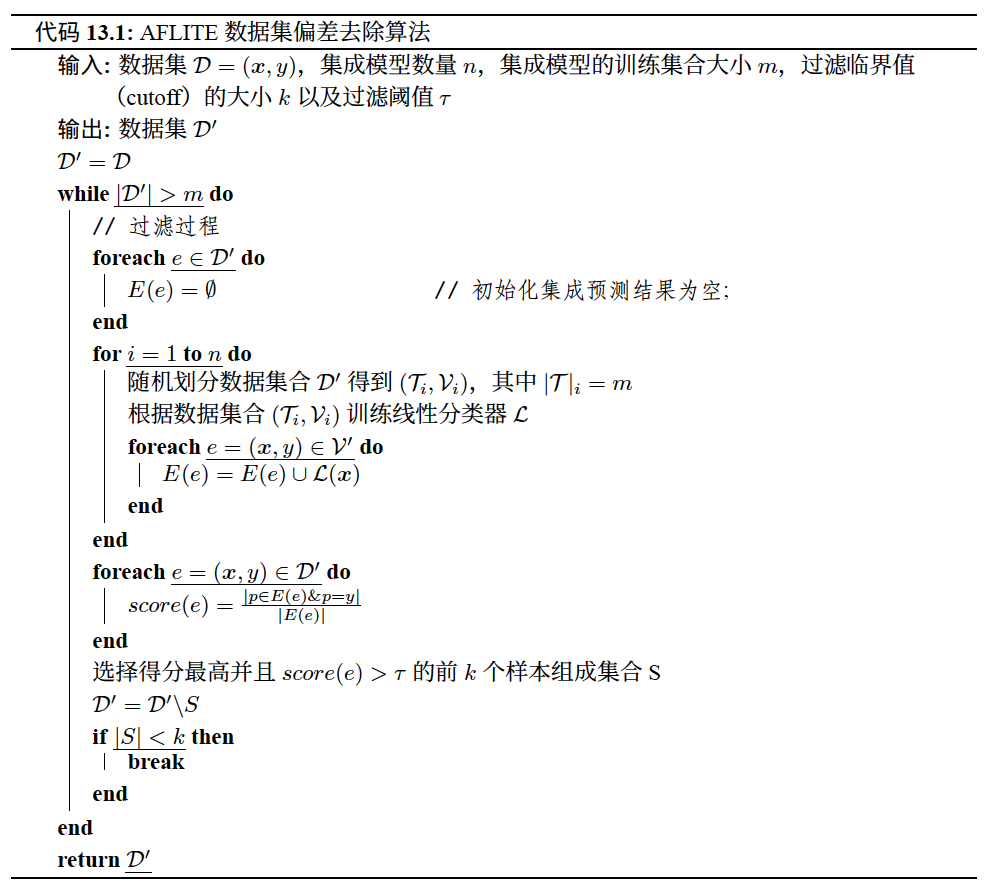 代码 13.1: AFLITE 数据集偏差去除算法
输入: 数据集 𝒟 = (𝒙, y)，集成模型数量 n，集成模型的训练集合大小 m，过滤临界值
（cutoff）的大小 k 以及过滤阈值 τ
输出: 数据集 𝒟′
𝒟′ = 𝒟
while |𝒟′| > m do
// 过滤过程
foreach e ∈ 𝒟′ do
E(e) = ∅ // 初始化集成预测结果为空;
end
for i = 1 to n do
随机划分数据集合 𝒟′ 得到 (𝒯ᵢ, 𝒱ᵢ)，其中 |𝒯|ᵢ = m
根据数据集合 (𝒯ᵢ, 𝒱ᵢ) 训练线性分类器 ℒ
foreach e = (𝒙, y) ∈ 𝒱′ do
E(e) = E(e) ∪ ℒ(𝒙)
end
end
foreach e = (𝒙, y) ∈ 𝒟′ do
score(e) = |p∈E(e)&p=y| / |E(e)|
end
选择得分最高并且 score(e) > τ 的前 k 个样本组成集合 S
𝒟′ = 𝒟′\S
if |S| < k then
break
end
end
return 𝒟′